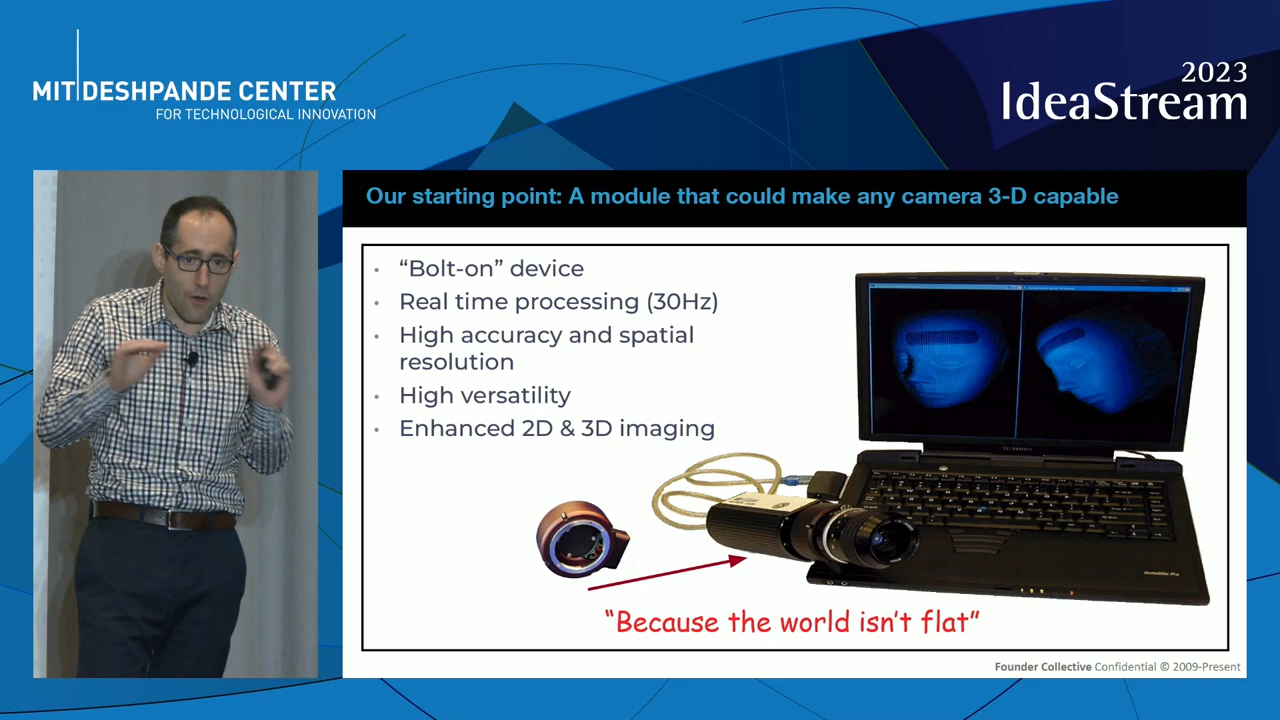 MIT DESHPANDE CENTER
FOR TECHNOLOGICAL INNOVATION
2023
IdeaStream
Our starting point: A module that could make any camera 3-D capable
• “Bolt-on” device
• Real time processing (30Hz)
• High accuracy and spatial
resolution
• High versatility
• Enhanced 2D & 3D imaging
“Because the world isn’t flat”
Founder Collective Confidential © 2009-Present